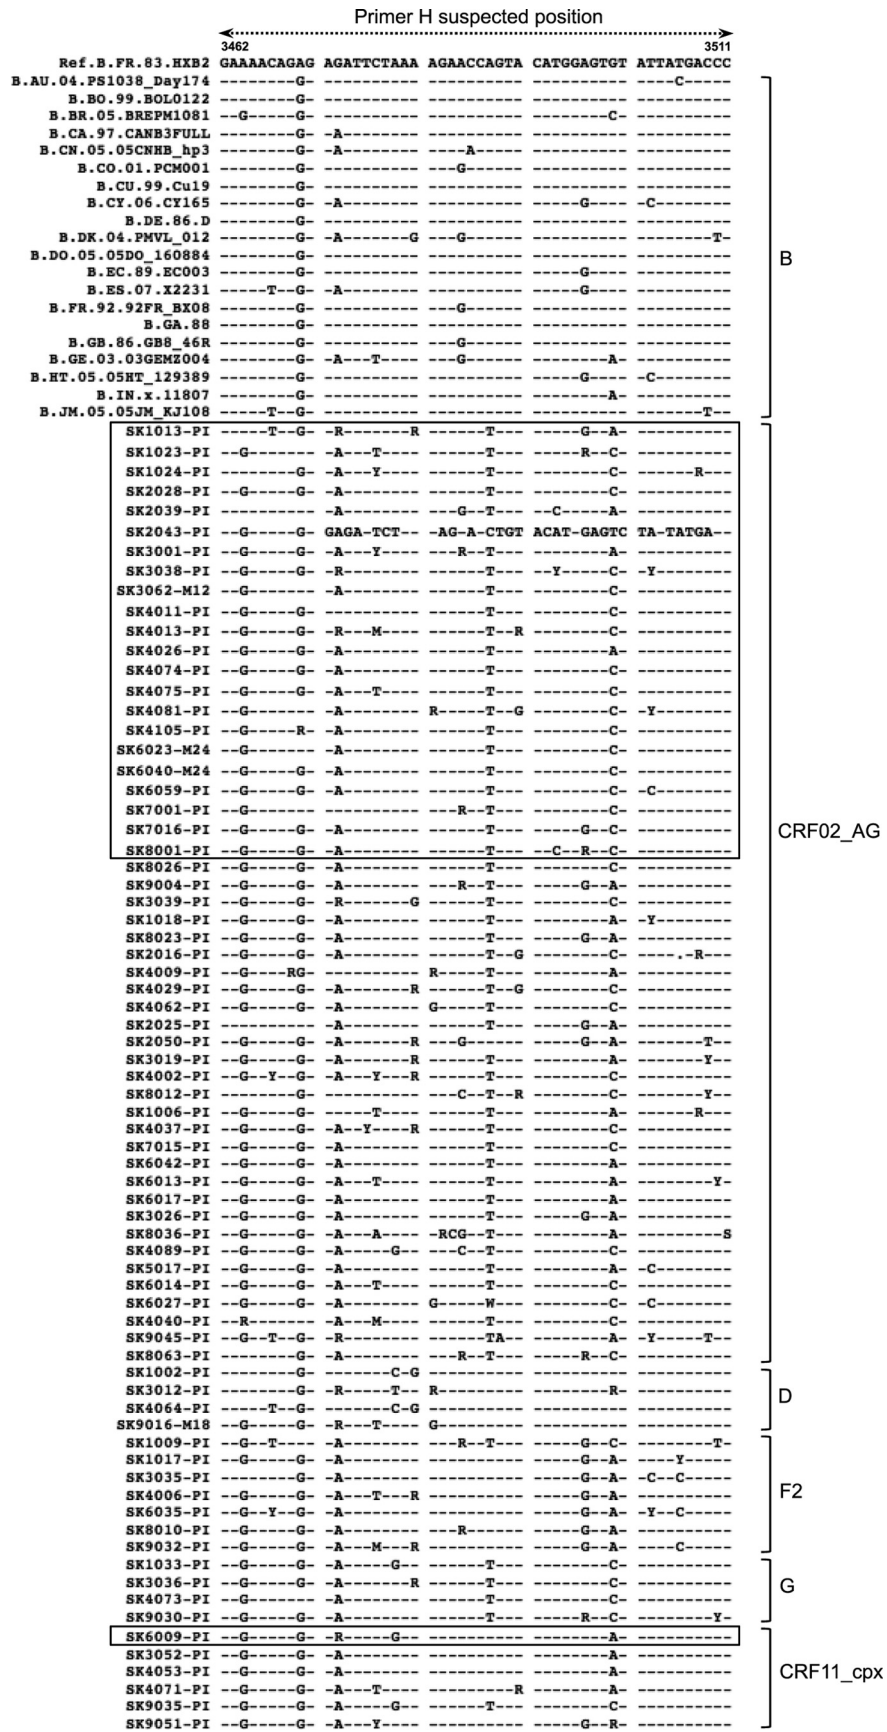 Primer H suspected position
3462 3511
Ref.B.FR.83.HXB2 GAAAACAGAG AGATTCTAAA AGAACCAGTA CATGGAGTGT ATTATGACCC
B.AU.04.PS1038_Day174 --------G- ---------- ---------- ---------- ----C-----
B.BO.99.BOL0122 --------G- ---------- ---------- ---------- ----------
B.BR.05.BREPM1081 --G-----G- ---------- ---------- --------C- ----------
B.CA.97.CANB3FULL --------G- -A-------- ---------- ---------- ----------
B.CN.05.05CNHB_hp3 --------G- -A-------- ----A----- ---------- ----------
B.CO.01.PCM001 --------G- ---------- ---G------ ---------- ----------
B.CU.99.Cu19 --------G- ---------- ---------- ---------- ----------
B.CY.06.CY165 --------G- -A-------- ---------- -----G---- -C--------
B.DE.86.D --------G- ---------- ---------- ---------- ----------
B.DK.04.PMVL_012 --------G- -A-------G ---G------ ---------- --------T-
B.DO.05.05DO_160884 --------G- ---------- ---------- ---------- ----------
B.EC.89.EC003 --------G- ---------- ---------- -----G---- ----------
B.ES.07.X2231 -----T--G- -A-------- ---------- -----G---- ----------
B.FR.92.92FR_BX08 --------G- ---------- ---G------ ---------- ----------
B.GA.88 --------G- ---------- ---------- ---------- ----------
B.GB.86.GB8_46R --------G- ---------- ---G------ ---------- ----------
B.GE.03.03GEMZ004 --------G- -A---T---- ---G------ --------A- ----------
B.HT.05.05HT_129389 --------G- ---------- ---------- -----G---- -C--------
B.IN.x.11807 --------G- ---------- ---------- --------A- ----------
B.JM.05.05JM_KJ108 -----T--G- ---------- ---------- ---------- -------T--
B
SK1013-PI -----T--G- -R-------R ------T--- -----G--A- ----------
SK1023-PI --G------- -A---T---- ------T--- -----R--C- ----------
SK1024-PI --------G- -A---Y---- ------T--- --------C- ------R---
SK2028-PI --G-----G- -A-------- ------T--- --------C- ----------
SK2039-PI ---------- -A-------- ---G--T--- --C-----A- ----------
SK2043-PI --G-----G- GAGA-TCT-- -AG-A-CTGT ACAT-GAGTC TA-TATGA--
SK3001-PI --G-----G- -A---Y---- ---R--T--- --------A- ----------
SK3038-PI --G-----G- -R-------- ------T--- --Y-----C- -Y--------
SK3062-M12 --G------- -A-------- ------T--- --------C- ----------
SK4011-PI --G-----G- ---------- ------T--- --------C- ----------
SK4013-PI --G-----G- -R---M---- ------T--R --------C- ----------
SK4026-PI --G-----G- -A-------- ------T--- --------A- ----------
SK4074-PI --G-----G- -A-------- ------T--- --------C- ----------
SK4075-PI --G-----G- -A---T---- ------T--- --------C- ----------
SK4081-PI --G------- -A-------- R-----T--G --------C- -Y--------
SK4105-PI --G-----R- -A-------- ------T--- --------C- ----------
SK6023-M24 --G------- -A-------- ------T--- --------C- ----------
SK6040-M24 --G-----G- -A-------- ------T--- --------C- ----------
SK6059-PI --G-----G- -A-------- ------T--- --------C- -C--------
SK7001-PI --G------- ---------- ---R--T--- --------C- ----------
SK7016-PI --G-----G- -A-------- ------T--- -----G--C- ----------
SK8001-PI --G-----G- -A-------- ------T--- --C--R--C- ----------
SK8026-PI --G-----G- -A-------- ------T--- --------C- ----------
SK9004-PI --G-----G- -A-------- ---R--T--- -----G--A- ----------
SK3039-PI --G-----G- -R-------G ------T--- --------C- ----------
SK1018-PI --G-----G- -A-------- ------T--- --------A- -Y--------
SK8023-PI --G-----G- -A-------- ------T--- -----G--A- ----------
SK2016-PI --G-----G- -A-------- ------T--G --------C- ----.-R---
SK4009-PI --G----RG- ---------- R-----T--- --------A- ----------
SK4029-PI --G-----G- -A-------R ------T--G --------C- ----------
SK4062-PI --G-----G- -A-------- G-----T--- --------C- ----------
SK2025-PI ---------- -A-------- ------T--- -----G--A- ----------
SK2050-PI --G-----G- -A-------R ---G------ -----G--A- -------T--
SK3019-PI --G-----G- -A-------R ------T--- --------A- -------Y--
SK4002-PI --G--Y--G- -A---Y---R ------T--- --------C- ----------
SK8012-PI --------G- ---------- ---C--T--R --------C- -------Y--
SK1006-PI --G-----G- -----T---- ------T--- --------A- ------R---
SK4037-PI --G-----G- -A--Y----R ------T--- --------C- ----------
SK7015-PI --G-----G- -A-------- ------T--- --------C- ----------
SK6042-PI --G-----G- -A-------- ------T--- --------A- ----------
SK6013-PI --G-----G- -A---T---- ------T--- --------A- --------Y-
SK6017-PI --G-----G- -A-------- ------T--- --------A- ----------
SK3026-PI --G-----G- -A-------- ------T--- -----G--A- ----------
SK8036-PI --G-----G- -A---A---- -RCG--T--- --------A- ---------S
SK4089-PI --G-----G- -A-----G-- ---C--T--- --------C- ----------
SK5017-PI --G-----G- -A-------- ------T--- --------A- -C--------
SK6014-PI --G-----G- -A---T---- ------T--- --------C- ----------
SK6027-PI --G-----G- -A-------- G-----W--- --------C- -C--------
SK4040-PI --R------- -A---M---- ------T--- --------C- ----------
SK9045-PI --G--T--G- -R-------- ------TA-- --------A- -Y-----T--
SK8063-PI --------G- -A-------- ---R--T--- -----R--C- ----------
CRF02_AG
SK1002-PI --------G- -------C-G ---------- ---------- ----------
SK3012-PI --------G- -R-----T-- R--------- --------R- ----------
SK4064-PI -----T--G- -------C-G ---------- ---------- ----------
SK9016-M18 --G-----G- -R---T---- G--------- ---------- ----------
D
SK1009-PI --G--T---- -A-------- ---R--T--- -----G--C- --------T-
SK1017-PI --G-----G- -A-------- ---------- -----G--A- ----Y-----
SK3035-PI --------G- -A-------- ---------- -----G--A- -C--C-----
SK4006-PI --G-----G- -A---T---R ---------- -----G--A- ----------
SK6035-PI --G--Y--G- -A-------- ---------- -----G--A- -Y--C-----
SK8010-PI --G-----G- -A-------- ---R------ -----G--A- ----------
SK9032-PI --G-----G- -A---M---R ---------- -----G--A- ----C-----
F2
SK1033-PI --G-----G- -A-----G-- ------T--- --------C- ----------
SK3036-PI --G-----G- -A-------R ------T--- --------C- ----------
SK4073-PI --G------- -A-------- ------T--- --------C- ----------
SK9030-PI --G-----G- -A-------- ------T--- -----R--C- --------Y-
G
SK6009-PI --G-----G- -R-----G-- ---------- --------A- ----------
SK3052-PI --G-----G- -A-------- ---------- --------A- ----------
SK4053-PI --G-----G- -A-------- ---------- --------A- ----------
SK4071-PI --G-----G- -A---T---- ---------R --------A- ----------
SK9035-PI --G-----G- -A-----G-- ------T--- --------C- ----------
SK9051-PI --G-----G- -A---Y---- ---------- -----G--R- ----------
CRF11_cpx